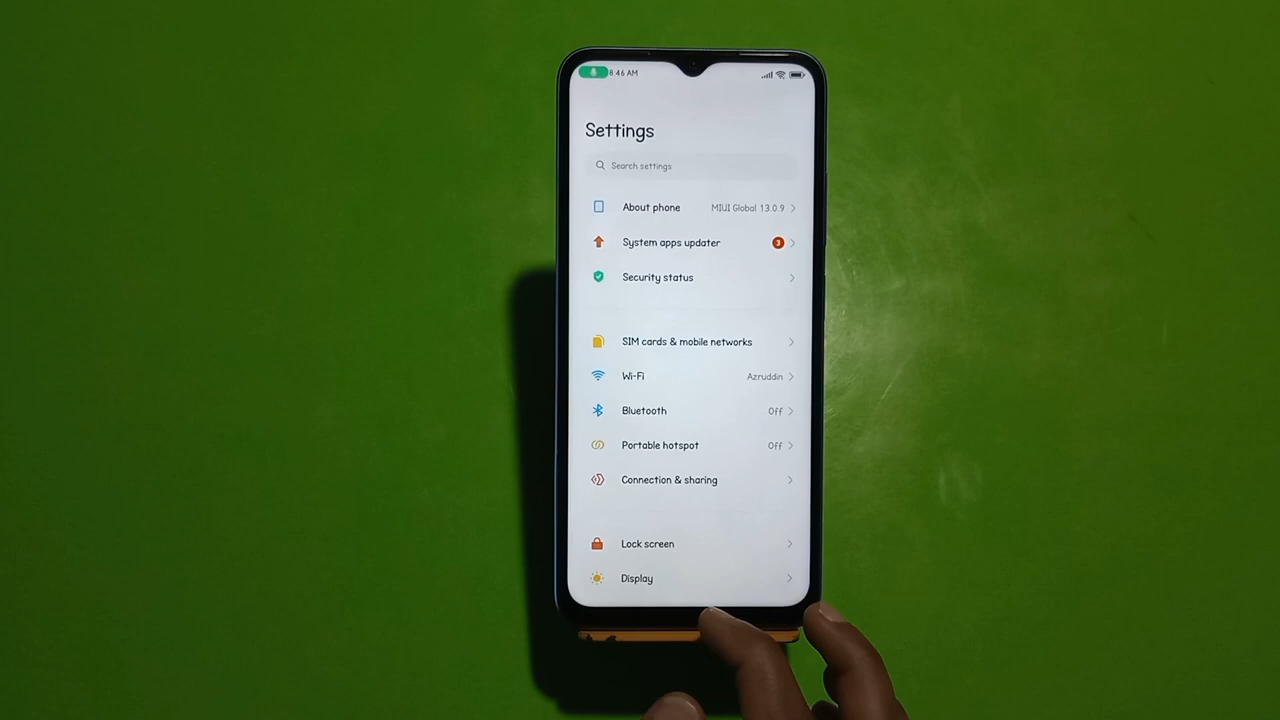 8:46 AM
Settings
Search settings
About phone MIUI Global 13.0.9
System apps updater 3
Security status
SIM cards & mobile networks
Wi-Fi Azruddin
Bluetooth Off
Portable hotspot Off
Connection & sharing
Lock screen
Display